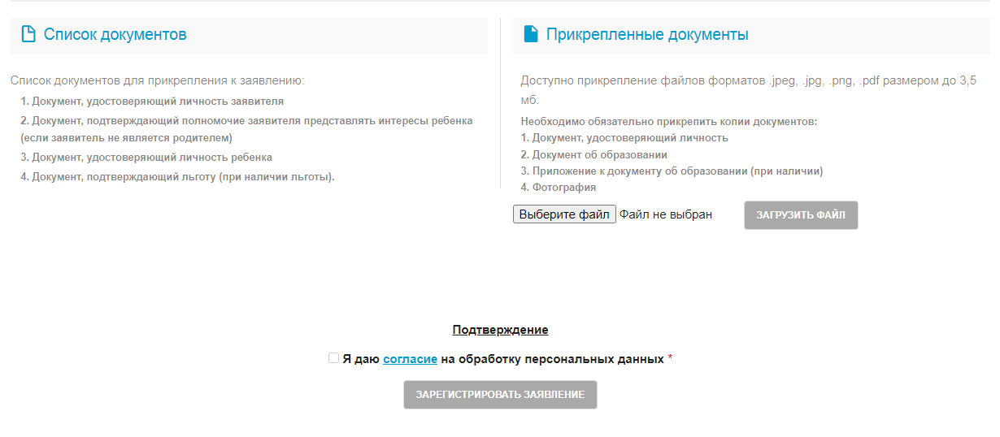 Список документов
Список документов для прикрепления к заявлению:
1. Документ, удостоверяющий личность заявителя
2. Документ, подтверждающий полномочие заявителя представлять интересы ребенка
(если заявитель не является родителем)
3. Документ, удостоверяющий личность ребенка
4. Документ, подтверждающий льготу (при наличии льготы).
Прикрепленные документы
Доступно прикрепление файлов форматов .jpeg, .jpg, .png, .pdf размером до 3,5
мб.
Необходимо обязательно прикрепить копии документов:
1. Документ, удостоверяющий личность
2. Документ об образовании
3. Приложение к документу об образовании (при наличии)
4. Фотография
Выберите файл Файл не выбран ЗАГРУЗИТЬ ФАЙЛ
Подтверждение
Я даю согласие на обработку персональных данных *
ЗАРЕГИСТРИРОВАТЬ ЗАЯВЛЕНИЕ